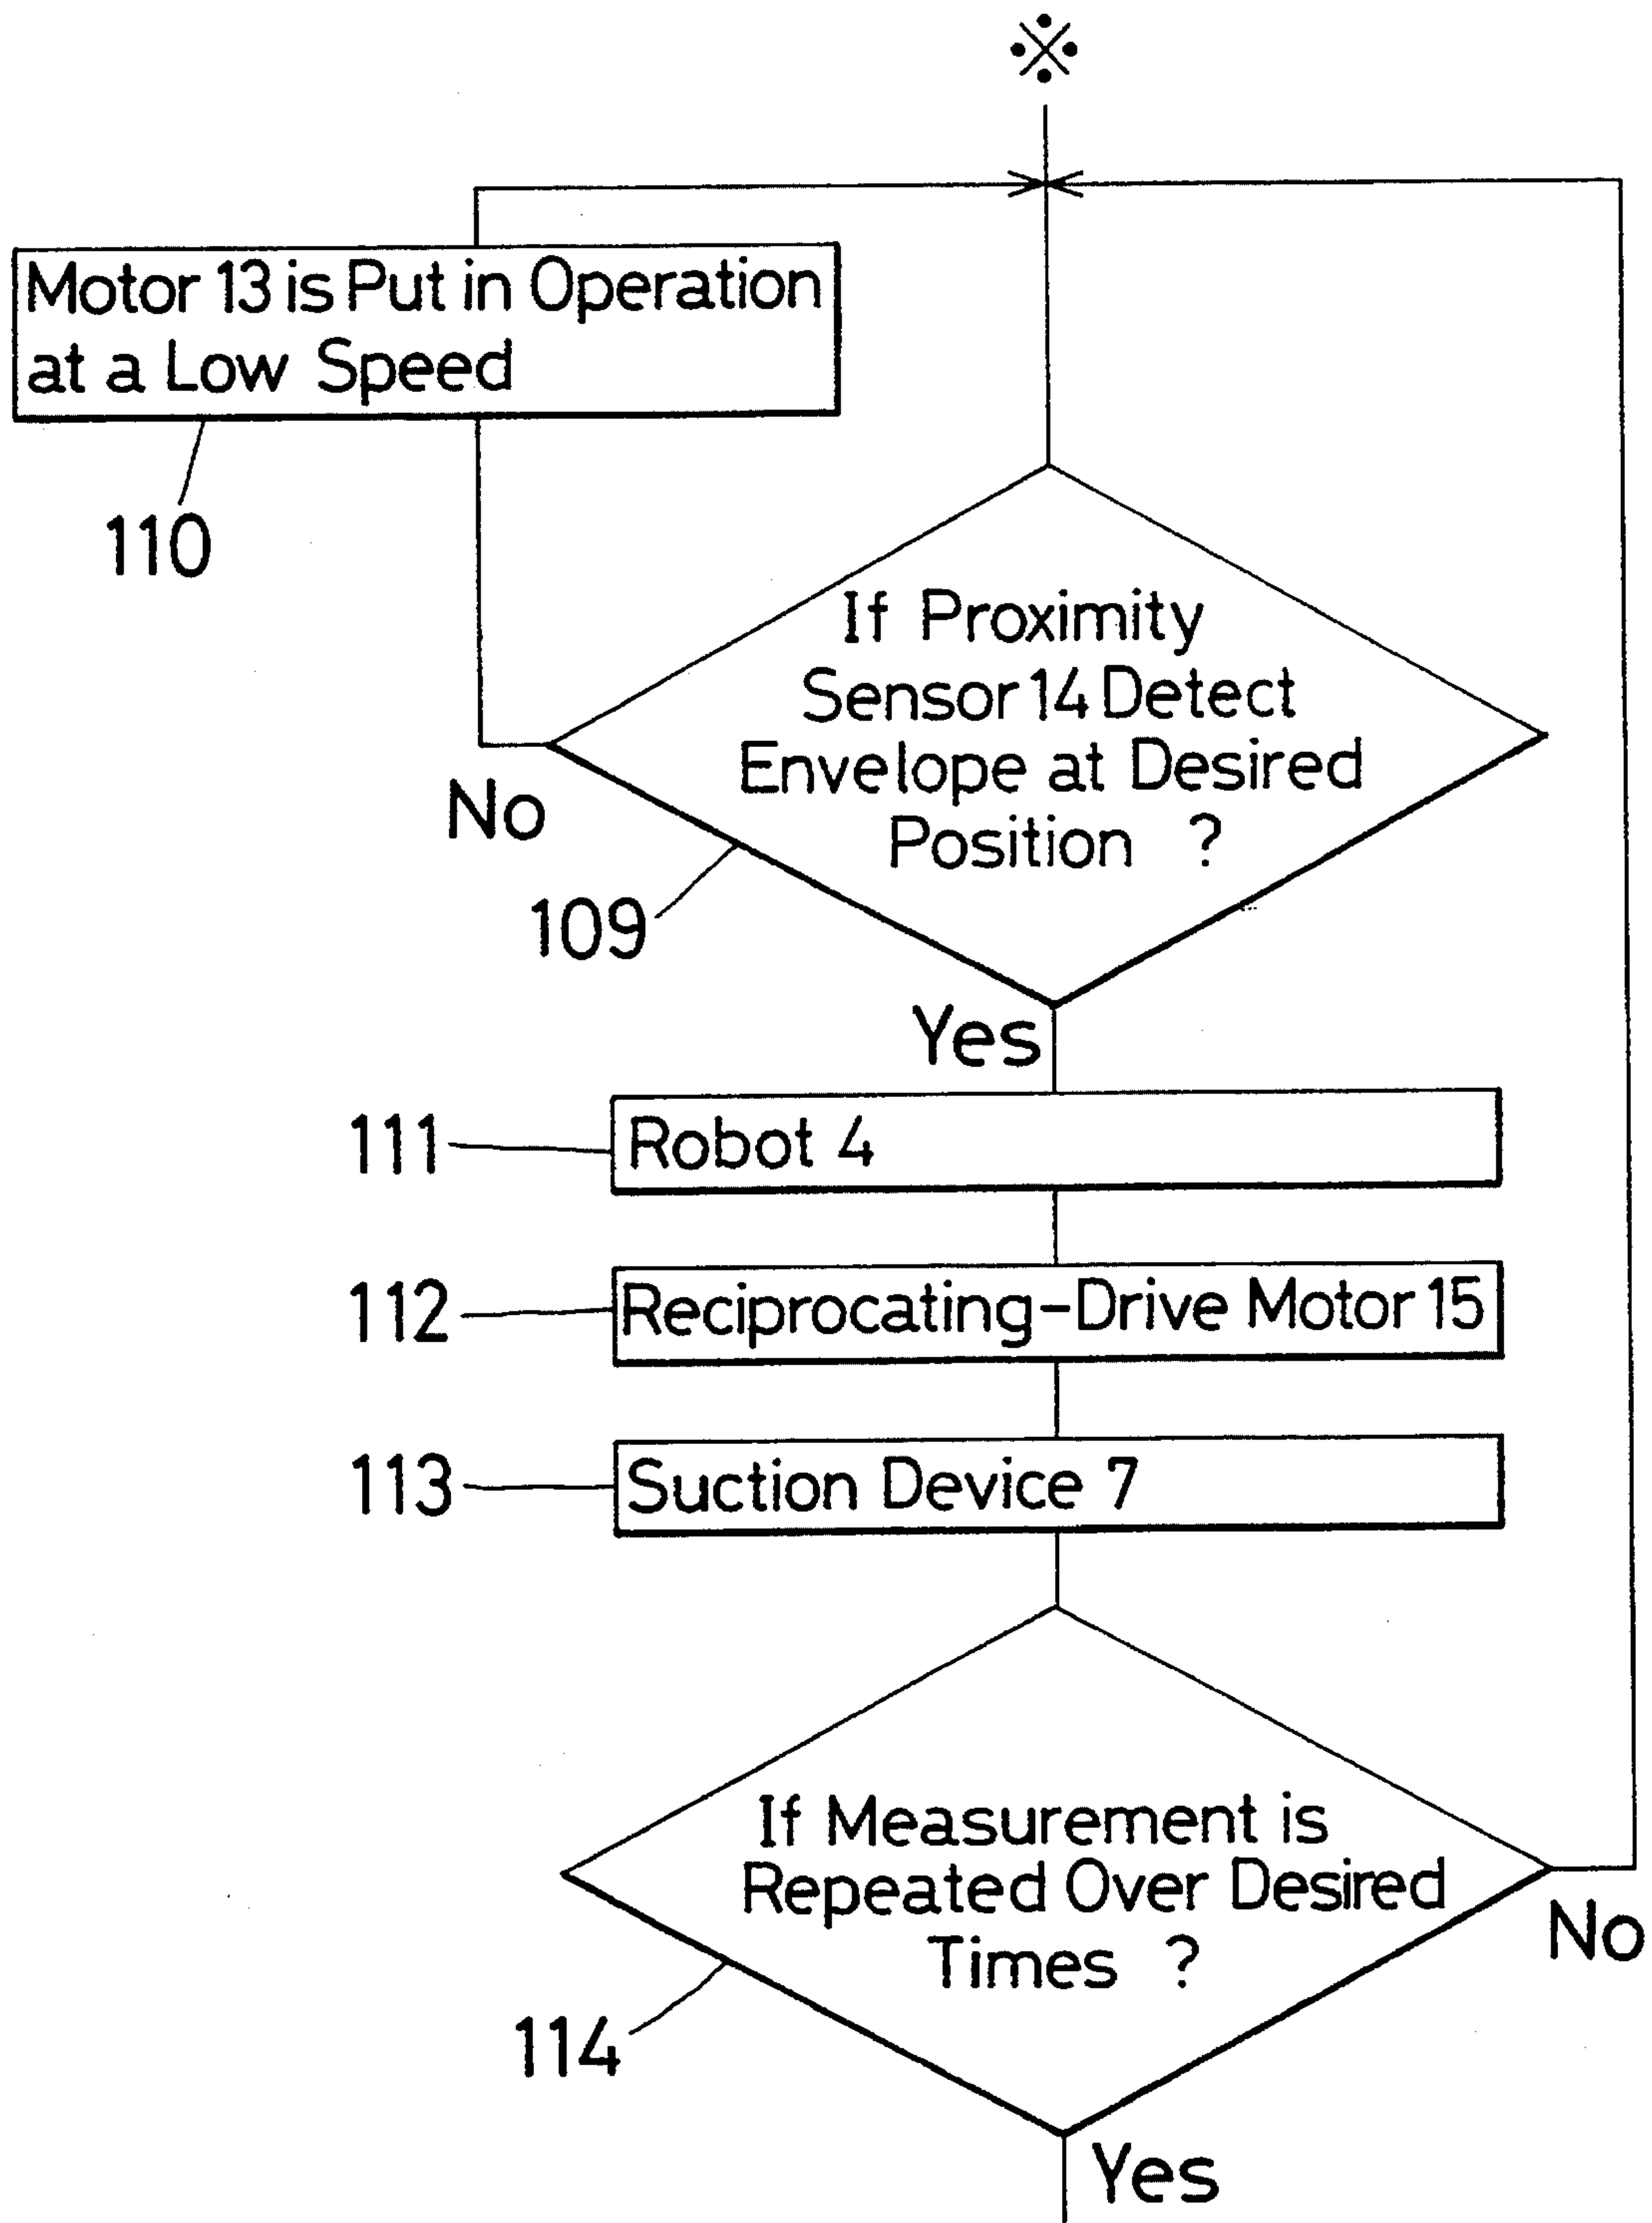 ※
Motor 13 is Put in Operation
at a Low Speed
110
If Proximity
Sensor 14 Detect
Envelope at Desired
Position ?
No
109
Yes
111
Robot 4
112
Reciprocating-Drive Motor 15
113
Suction Device 7
If Measurement is
Repeated Over Desired
Times ?
No
114
Yes